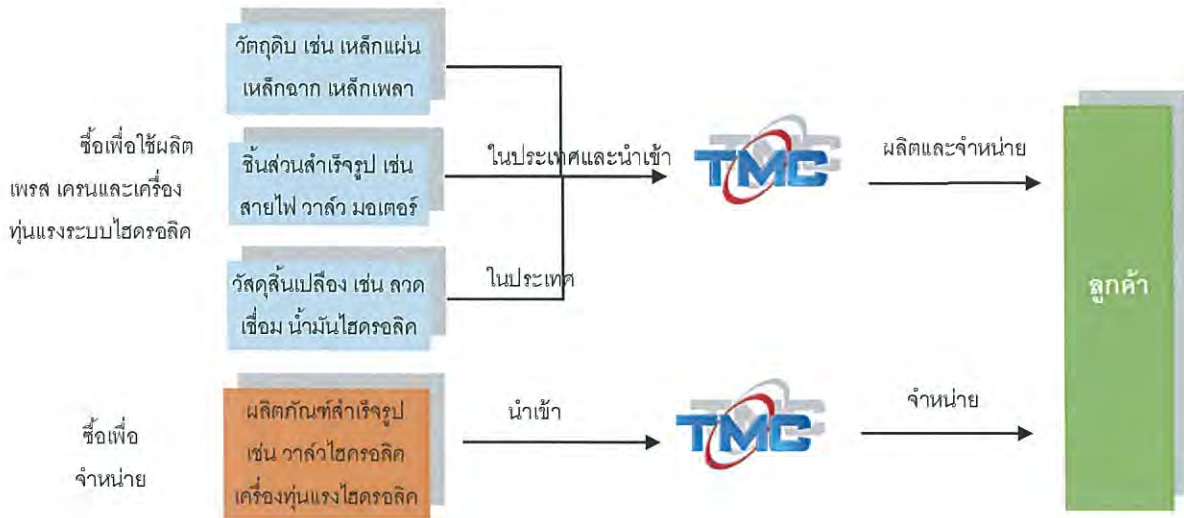 วัตถุดิบ เช่น เหล็กแผ่น
เหล็กฉาก เหล็กเพลา
ซื้อเพื่อใช้ผลิต
เพรส เครนและเครื่อง
ทุ่นแรงระบบไฮดรอลิค
ชิ้นส่วนสำเร็จรูป เช่น
สายไฟ วาล์ว มอเตอร์
ในประเทศและนำเข้า
TMC
ผลิตและจำหน่าย
วัสดุสิ้นเปลือง เช่น ลวด
เชื่อม น้ำมันไฮดรอลิค
ในประเทศ
ลูกค้า
ซื้อเพื่อ
จำหน่าย
ผลิตภัณฑ์สำเร็จรูป
เช่น วาล์วไฮดรอลิค
เครื่องทุ่นแรงไฮดรอลิค
นำเข้า
TMC
จำหน่าย